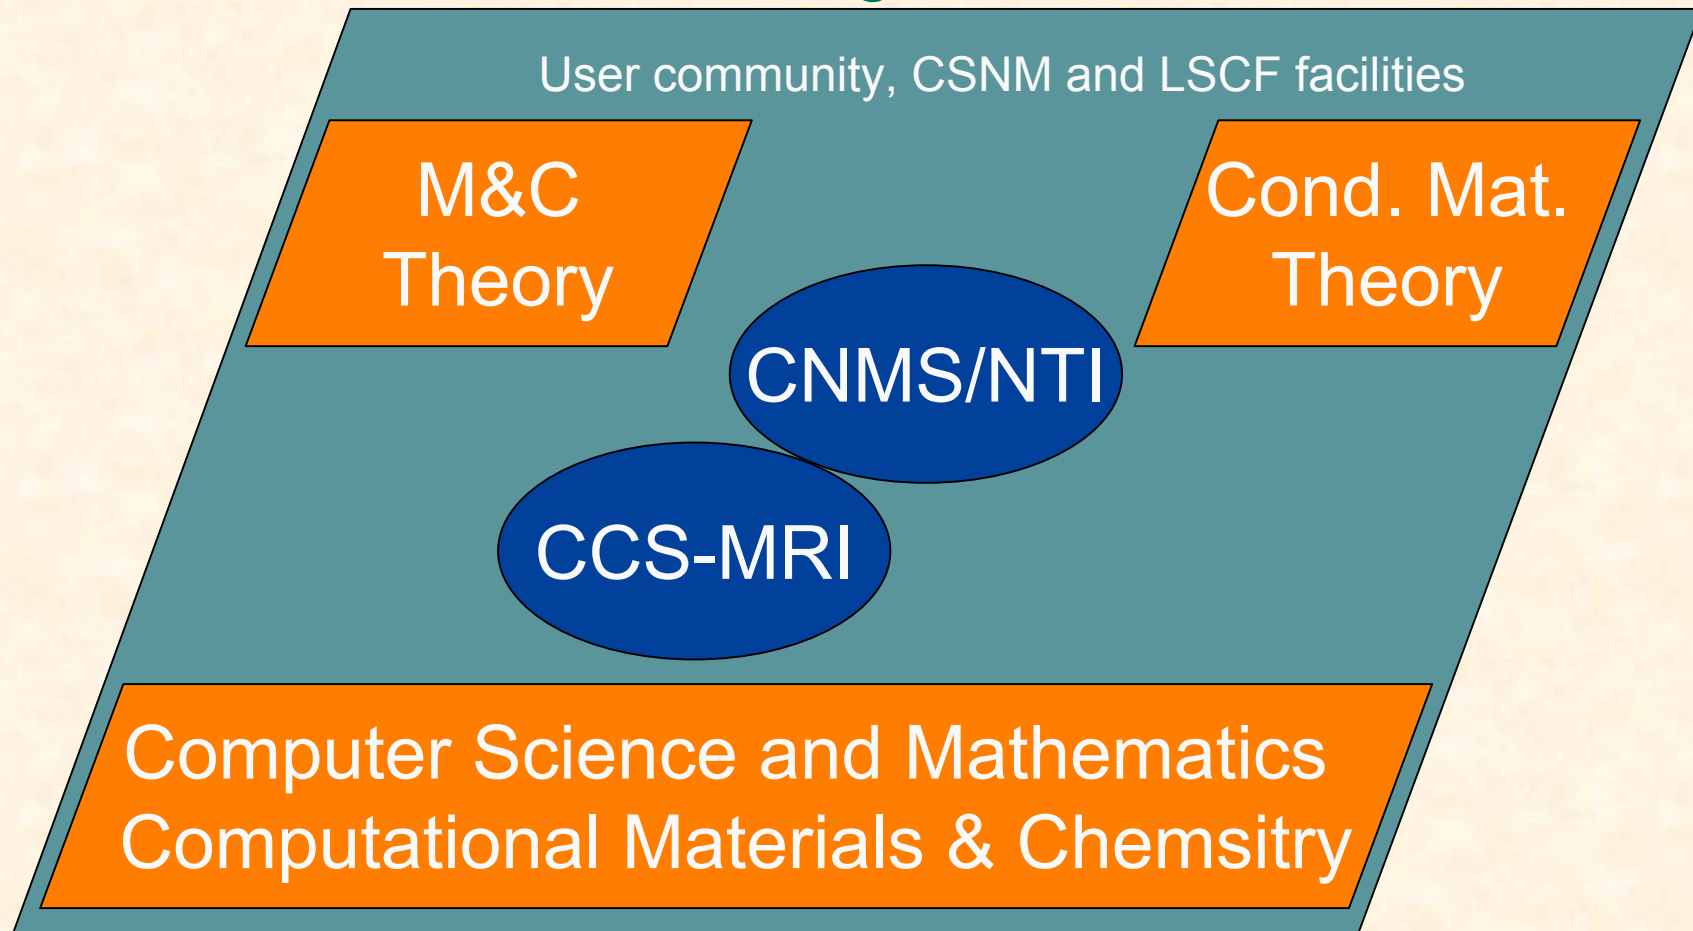 User community, CSNM and LSCF facilities
M&C
Theory
Cond. Mat.
Theory
CNMS/NTI
CCS-MRI
Computer Science and Mathematics
Computational Materials & Chemsitry